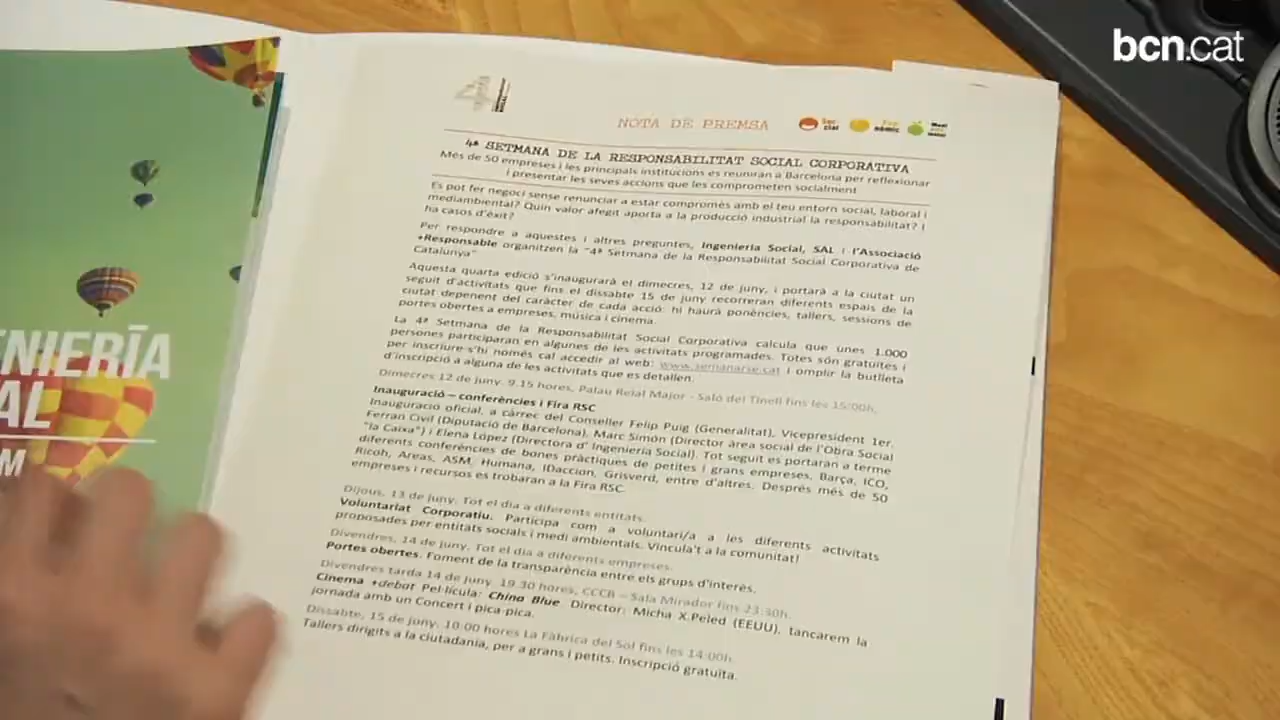 bcn.cat
ENIERÍA
AL
M
NOTA DE PREMSA
4ª SETMANA DE LA RESPONSABILITAT SOCIAL CORPORATIVA
Més de 50 empreses i les principals institucions es reuniran a Barcelona per reflexionar
i presentar les seves accions que les comprometen socialment
Es pot fer negoci sense renunciar a estar compromès amb el teu entorn social, laboral i
mediambiental? Quin valor afegit aporta a la producció industrial la responsabilitat? I
ha casos d'èxit?
Per respondre a aquestes i altres preguntes, Ingenieria Social, SAL i l'Associació
+Responsable organitzen la "4ª Setmana de la Responsabilitat Social Corporativa de
Catalunya"
Aquesta quarta edició s'inaugurarà el dimecres, 12 de juny, i portarà a la ciutat un
seguit d'activitats que fins el dissabte 15 de juny recorreran diferents espais de la
ciutat depenent del caràcter de cada acció: hi haurà ponències, tallers, sessions de
portes obertes a empreses, música i cinema.
La 4ª Setmana de la Responsabilitat Social Corporativa calcula que unes 1.000
persones participaran en algunes de les activitats programades. Totes són gratuïtes i
per inscriure-s'hi només cal accedir al web: www.semanarse.cat i omplir la butlleta
d'inscripció a alguna de les activitats que es detallen.
Dimecres 12 de juny. 9.15 hores, Palau Reial Major - Saló del Tinell fins les 15:00h.
Inauguració – conferències i Fira RSC
Inauguració oficial, a càrrec del Conseller Felip Puig (Generalitat), Vicepresident 1er.
Ferran Civil (Diputació de Barcelona), Marc Simón (Director àrea social de l'Obra Social
"la Caixa") i Elena López (Directora d' Ingenieria Social). Tot seguit es portaran a terme
diferents conferències de bones pràctiques de petites i grans empreses, Barça, ICO,
Ricoh, Areas, ASM, Humana, IDaccion, Grisverd, entre d'altres. Després més de 50
empreses i recursos es trobaran a la Fira RSC.
Dijous, 13 de juny. Tot el dia a diferents entitats.
Voluntariat Corporatiu. Participa com a voluntari/a a les diferents activitats
proposades per entitats socials i medi ambientals. Vincula't a la comunitat!
Divendres, 14 de juny. Tot el dia a diferents empreses.
Portes obertes. Foment de la transparència entre els grups d'interès.
Divendres tarda 14 de juny. 19.30 hores, CCCB – Sala Mirador fins 23:30h.
Cinema +debat Pel·lícula: China Blue. Director: Micha X.Peled (EEUU), tancarem la
jornada amb un Concert i pica-pica.
Dissabte, 15 de juny. 10:00 hores La Fàbrica del Sol fins les 14:00h.
Tallers dirigits a la ciutadania, per a grans i petits. Inscripció gratuïta.